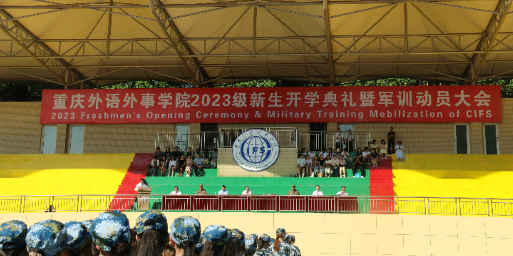 重庆外语外事学院2023级新生开学典礼暨军训动员大会
2023 Freshmen's Opening Ceremony & Military Training Mobilization of CIFS
CIFS